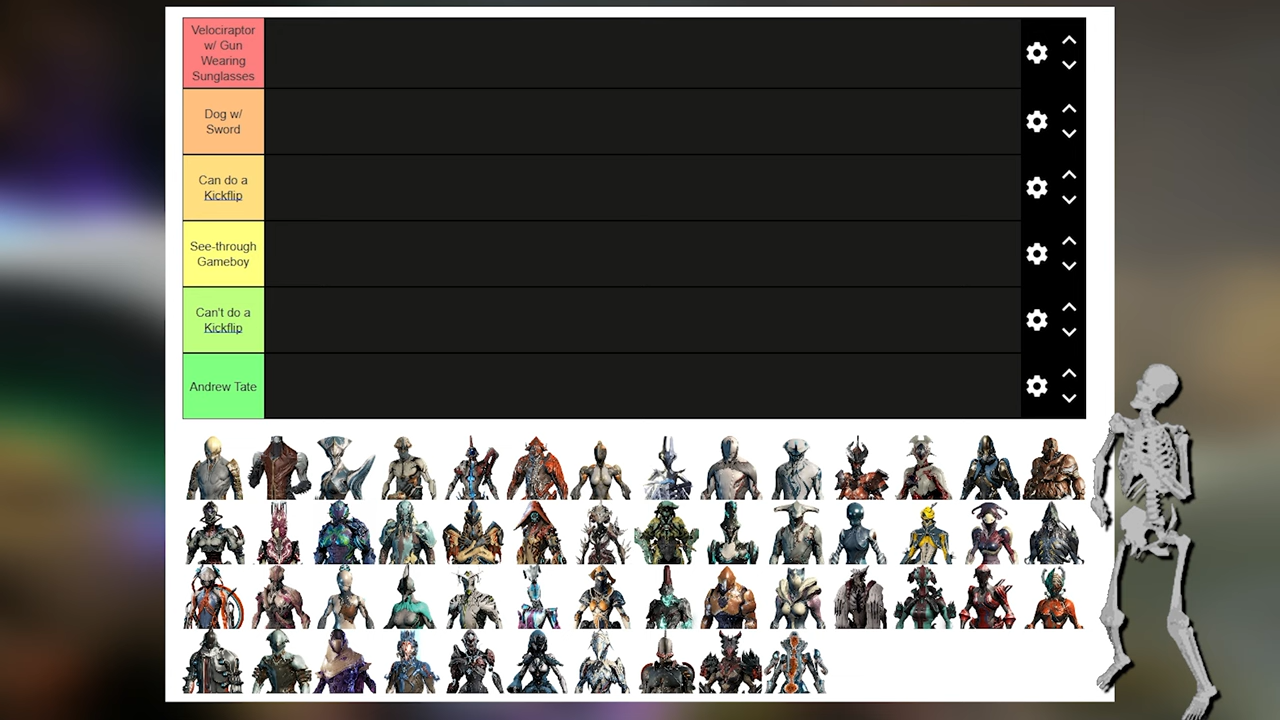 Velociraptor
w/ Gun
Wearing
Sunglasses
Dog w/
Sword
Can do a
Kickflip
See-through
Gameboy
Can't do a
Kickflip
Andrew Tate